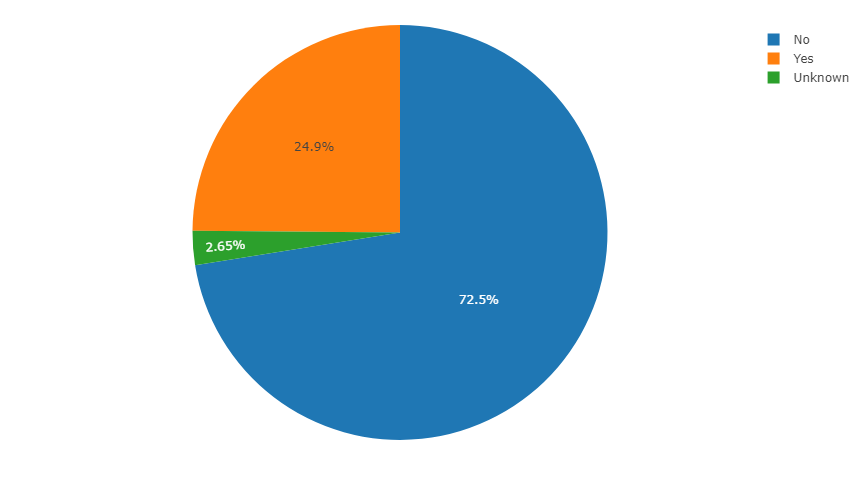 No
Yes
Unknown
24.9%
2.65%
72.5%